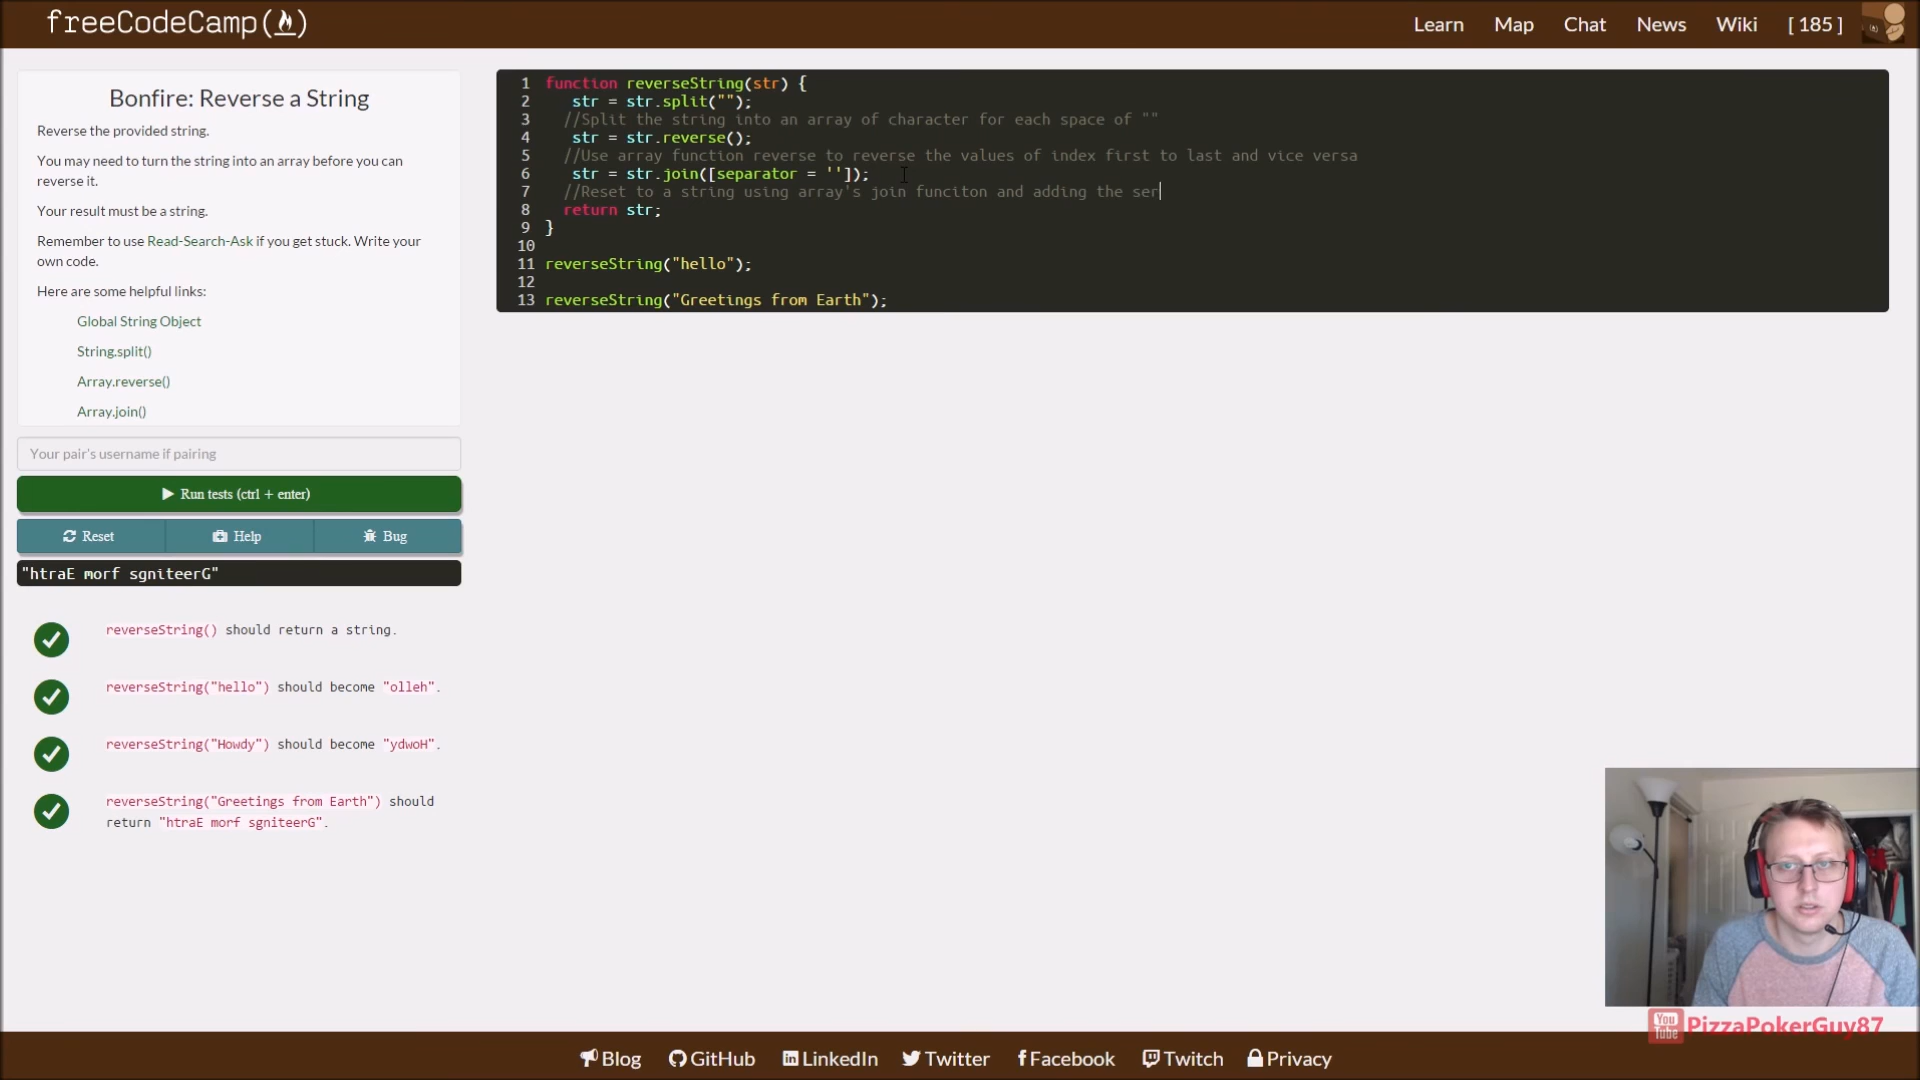 freeCodeCamp(🔥)
Learn
Map
Chat
News
Wiki
[ 185 ]
Bonfire: Reverse a String
Reverse the provided string.
You may need to turn the string into an array before you can
reverse it.
Your result must be a string.
Remember to use Read-Search-Ask if you get stuck. Write your
own code.
Here are some helpful links:
Global String Object
String.split()
Array.reverse()
Array.join()
Your pair's username if pairing
Run tests (ctrl + enter)
Reset
Help
Bug
"htraE morf sgniteerG"
reverseString() should return a string.
reverseString("hello") should become "olleh".
reverseString("Howdy") should become "ydwoH".
reverseString("Greetings from Earth") should
return "htraE morf sgniteerG".
1 function reverseString(str) {
2 str = str.split("");
3 //Split the string into an array of character for each space of ""
4 str = str.reverse();
5 //Use array function reverse to reverse the values of index first to last and vice versa
6 str = str.join([separator = '']);
7 //Reset to a string using array's join funciton and adding the ser
8 return str;
9 }
10
11 reverseString("hello");
12
13 reverseString("Greetings from Earth");
You Tube PizzaPokerGuy87
Blog
GitHub
LinkedIn
Twitter
Facebook
Twitch
Privacy